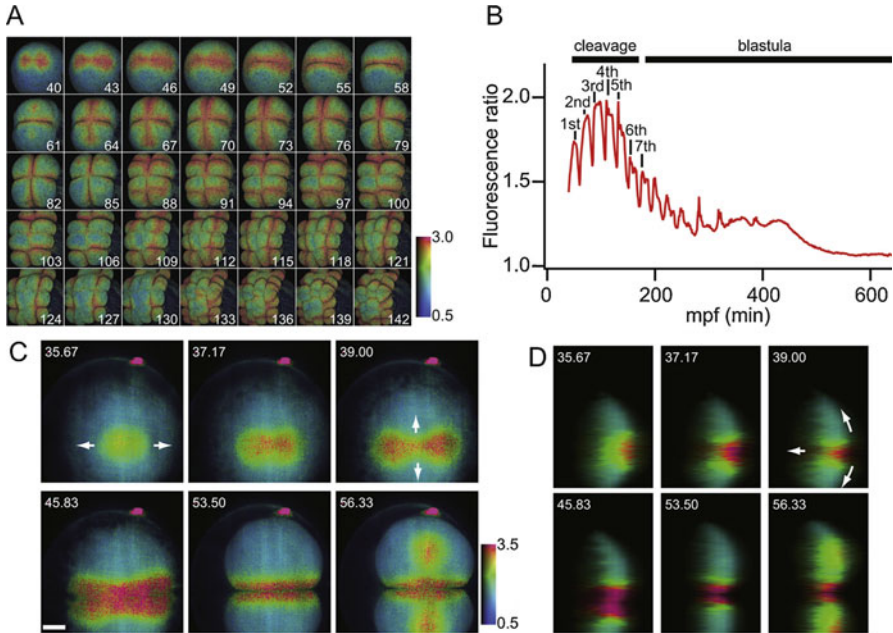 A
40 43 46 49 52 55 58
61 64 67 70 73 76 79
82 85 88 91 94 97 100
103 106 109 112 115 118 121
124 127 130 133 136 139 142
3.0
0.5
B
cleavage blastula
1st 2nd 3rd 4th 5th 6th 7th
Fluorescence ratio
2.0
1.5
1.0
0 200 400 600
mpf (min)
C
35.67 37.17 39.00
45.83 53.50 56.33
3.5
0.5
D
35.67 37.17 39.00
45.83 53.50 56.33